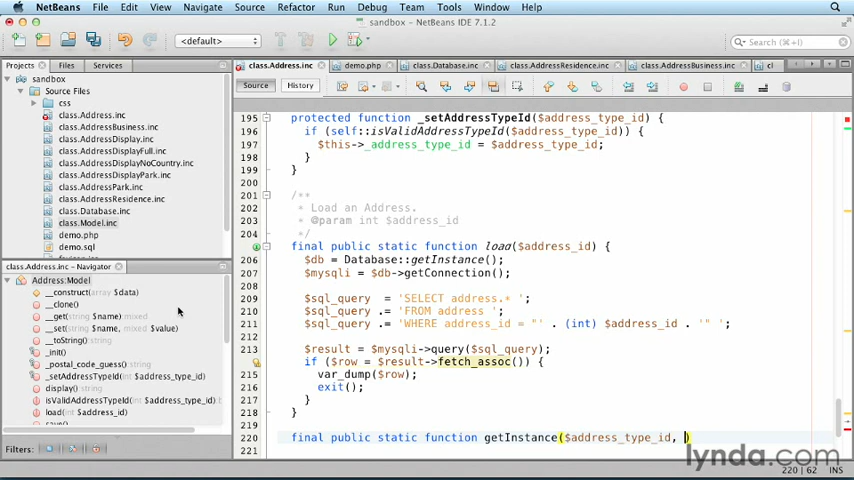 NetBeans File Edit View Navigate Source Refactor Run Debug Team Tools Window Help
sandbox - NetBeans IDE 7.1.2
<default>
Search (⌘+I)
Projects Files Services
class.Address.inc demo.php class.Database.inc class.AddressResidence.inc class.AddressBusiness.inc cl
Source History
sandbox
Source Files
css
class.Address.inc
class.AddressBusiness.inc
class.AddressDisplay.inc
class.AddressDisplayFull.inc
class.AddressDisplayNoCountry.inc
class.AddressDisplayPark.inc
class.AddressPark.inc
class.AddressResidence.inc
class.Database.inc
class.Model.inc
demo.php
demo.sql
class.Address.inc - Navigator
Address:Model
__construct(array $data)
__clone()
__get(string $name):mixed
__set(string $name, mixed $value)
__toString():string
_init()
_postal_code_guess():string
_setAddressTypeId(int $address_type_id)
display():string
isValidAddressTypeId(int $address_type_id):b
load(int $address_id)
save()
Filters:
195 protected function _setAddressTypeId($address_type_id) {
196 if (self::isValidAddressTypeId($address_type_id)) {
197 $this->_address_type_id = $address_type_id;
198 }
199 }
200
201 /**
202 * Load an Address.
203 * @param int $address_id
204 */
final public static function load($address_id) {
206 $db = Database::getInstance();
207 $mysqli = $db->getConnection();
209 $sql_query = 'SELECT address.* ';
210 $sql_query .= 'FROM address ';
211 $sql_query .= 'WHERE address_id = "' . (int) $address_id . '" ';
212
213 $result = $mysqli->query($sql_query);
if ($row = $result->fetch_assoc()) {
215 var_dump($row);
216 exit();
217 }
218 }
219
220 final public static function getInstance($address_type_id, )
221
220 | 62 INS
lynda.com